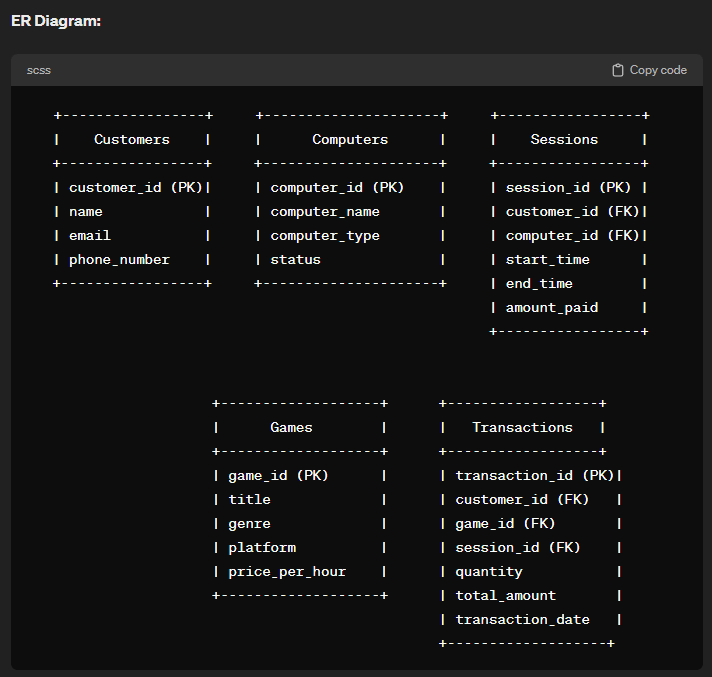 ER Diagram:
scss Copy code
+-----------------+ +---------------------+ +-----------------+
| Customers | | Computers | | Sessions |
+-----------------+ +---------------------+ +-----------------+
| customer_id (PK)| | computer_id (PK) | | session_id (PK) |
| name | | computer_name | | customer_id (FK)|
| email | | computer_type | | computer_id (FK)|
| phone_number | | status | | start_time |
+-----------------+ +---------------------+ | end_time |
| amount_paid |
+-----------------+
+-------------------+ +------------------+
| Games | | Transactions |
+-------------------+ +------------------+
| game_id (PK) | | transaction_id (PK)|
| title | | customer_id (FK) |
| genre | | game_id (FK) |
| platform | | session_id (FK) |
| price_per_hour | | quantity |
+-------------------+ | total_amount |
| transaction_date |
+-------------------+